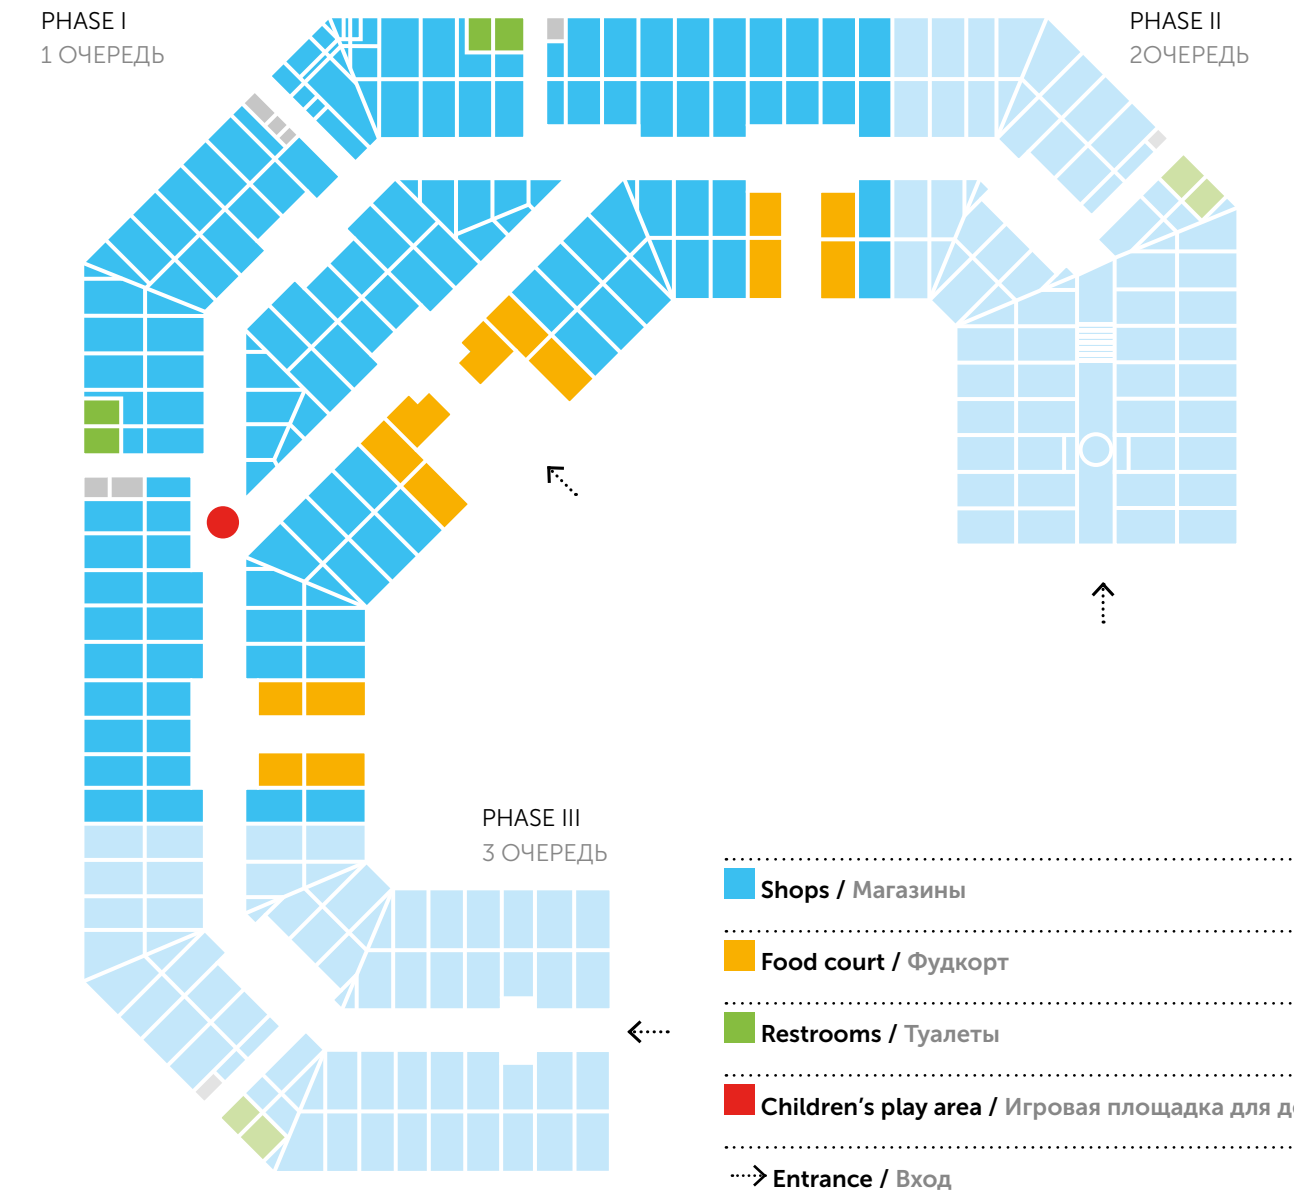 PHASE I
1 ОЧЕРЕДЬ
PHASE II
2ОЧЕРЕДЬ
PHASE III
3 ОЧЕРЕДЬ
Shops / Магазины
Food court / Фудкорт
Restrooms / Туалеты
Children's play area / Игровая площадка для
Entrance / Вход